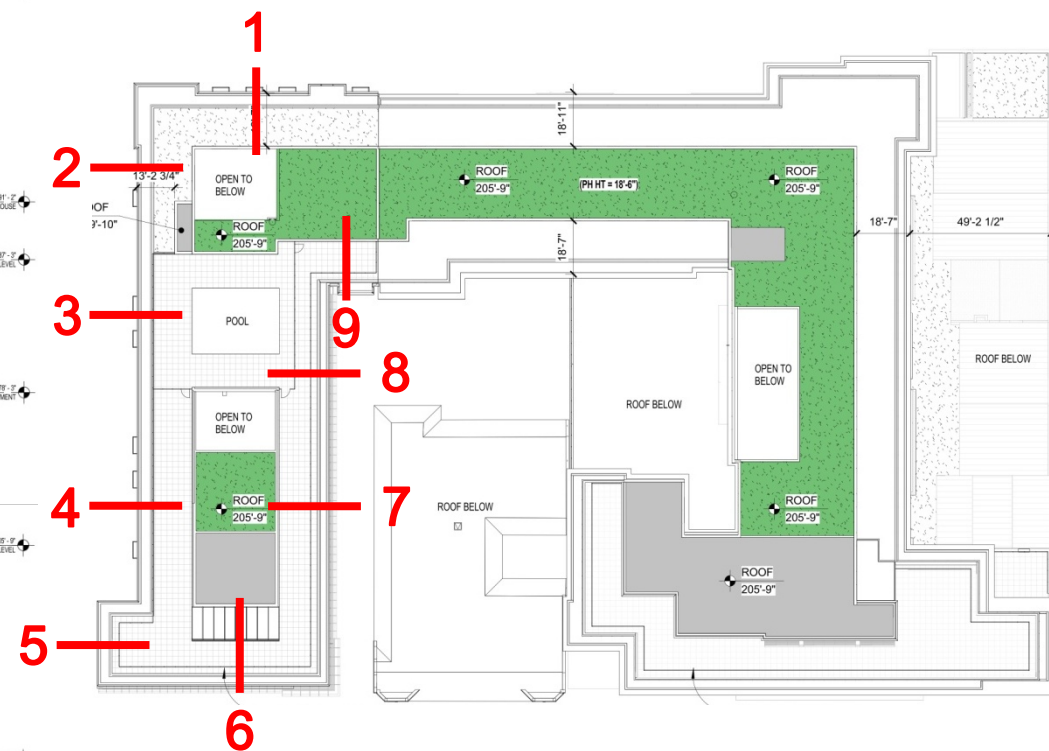 1
18'-11"
2
OPEN TO
BELOW
ROOF
205'-9"
(PH HT = 18'-6")
ROOF
205'-9"
13'-2 3/4"
OF
9'-10"
ROOF
205'-9"
18'-7"
18'-7"
49'-2 1/2"
3
POOL
9
8
ROOF BELOW
OPEN TO
BELOW
OPEN TO
BELOW
ROOF BELOW
4
ROOF
205'-9"
7
ROOF BELOW
ROOF
205'-9"
ROOF
205'-9"
5
6